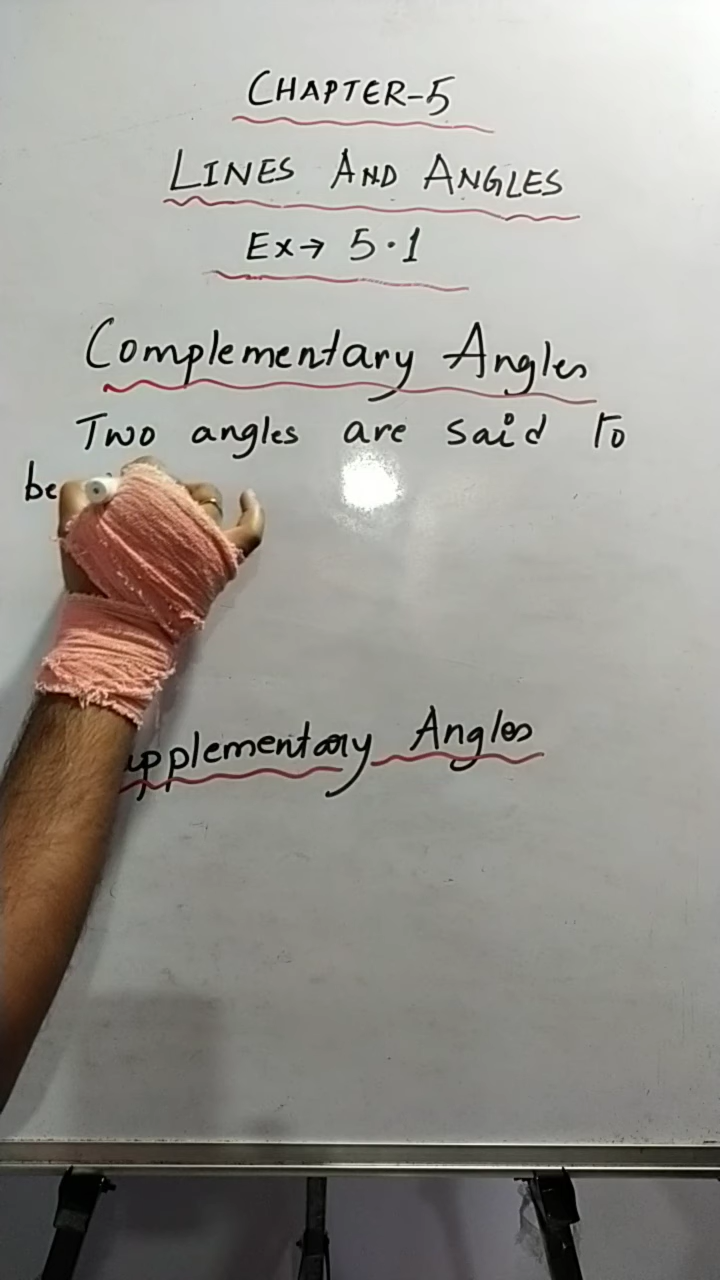 CHAPTER-5
LINES AND ANGLES
Ex→ 5.1
Complementary Angles
Two angles are said to
be
upplementary Angles